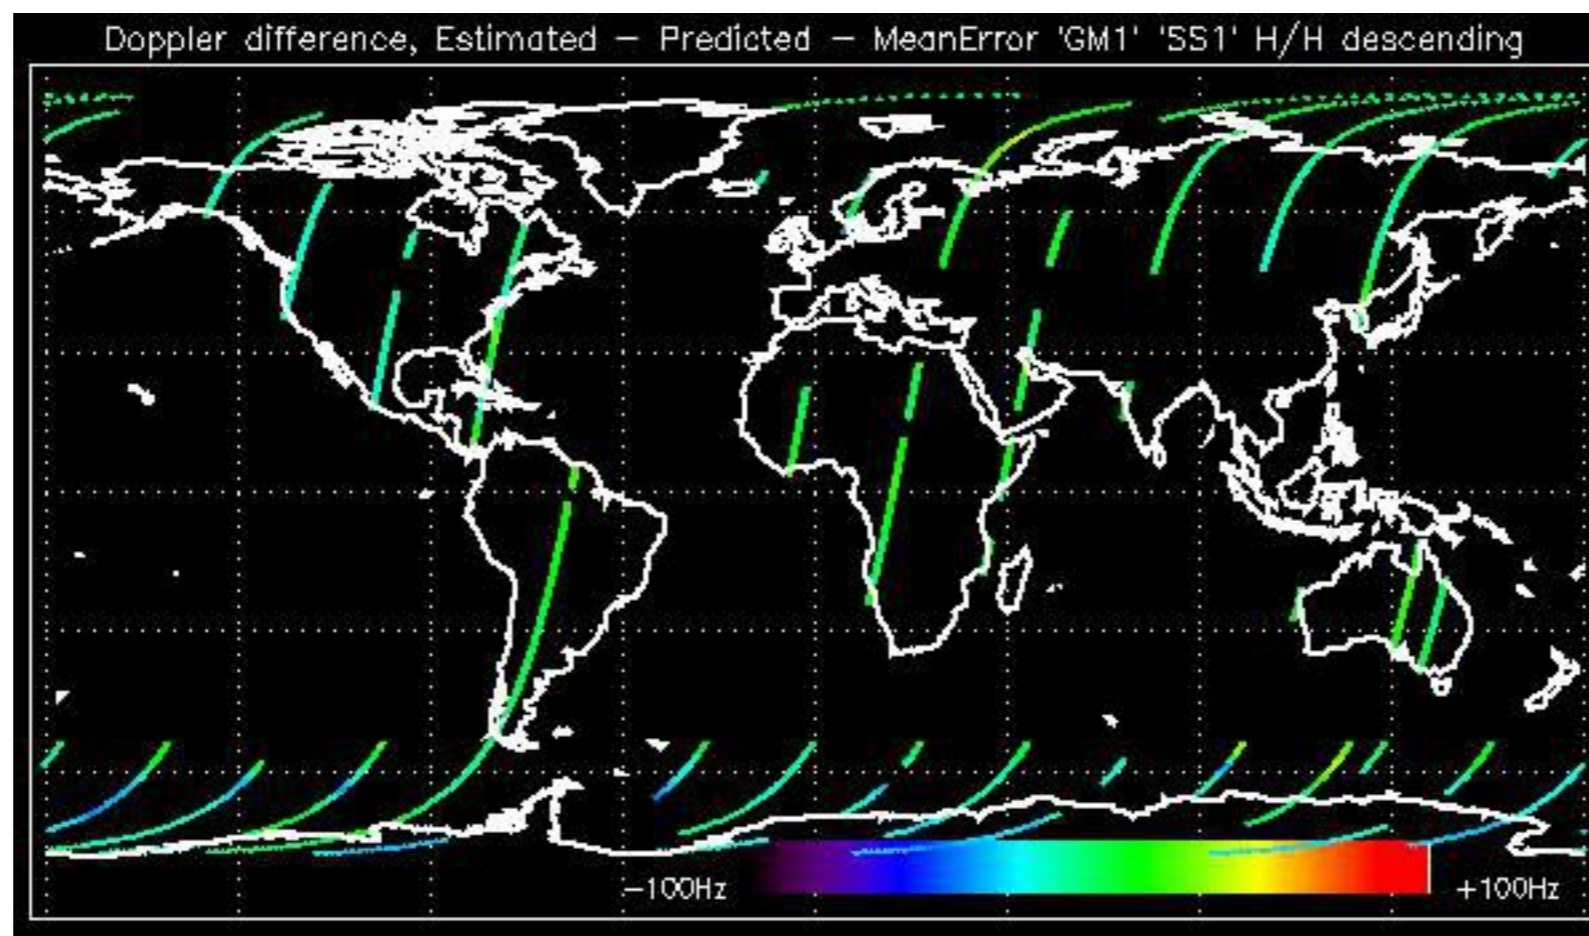 Doppler difference, Estimated — Predicted — MeanError 'GM1' 'SS1' H/H descending
−100Hz +100Hz